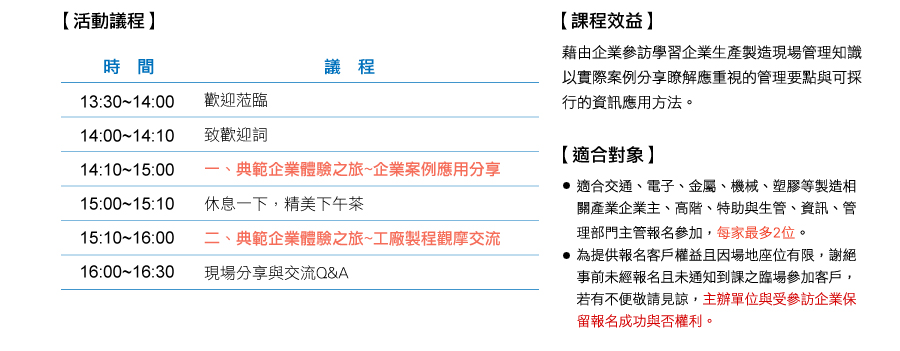 【活動議程】
時 間 議 程
13:30~14:00 歡迎蒞臨
14:00~14:10 致歡迎詞
14:10~15:00 一、典範企業體驗之旅~企業案例應用分享
15:00~15:10 休息一下，精美下午茶
15:10~16:00 二、典範企業體驗之旅~工廠製程觀摩交流
16:00~16:30 現場分享與交流Q&A
【課程效益】
藉由企業參訪學習企業生產製造現場管理知識
以實際案例分享瞭解應重視的管理要點與可採
行的資訊應用方法。
【適合對象】
● 適合交通、電子、金屬、機械、塑膠等製造相
關產業企業主、高階、特助與生管、資訊、管
理部門主管報名參加，每家最多2位。
● 為提供報名客戶權益且因場地座位有限，謝絕
事前未經報名且未通知到課之臨場參加客戶，
若有不便敬請見諒，主辦單位與受參訪企業保
留報名成功與否權利。